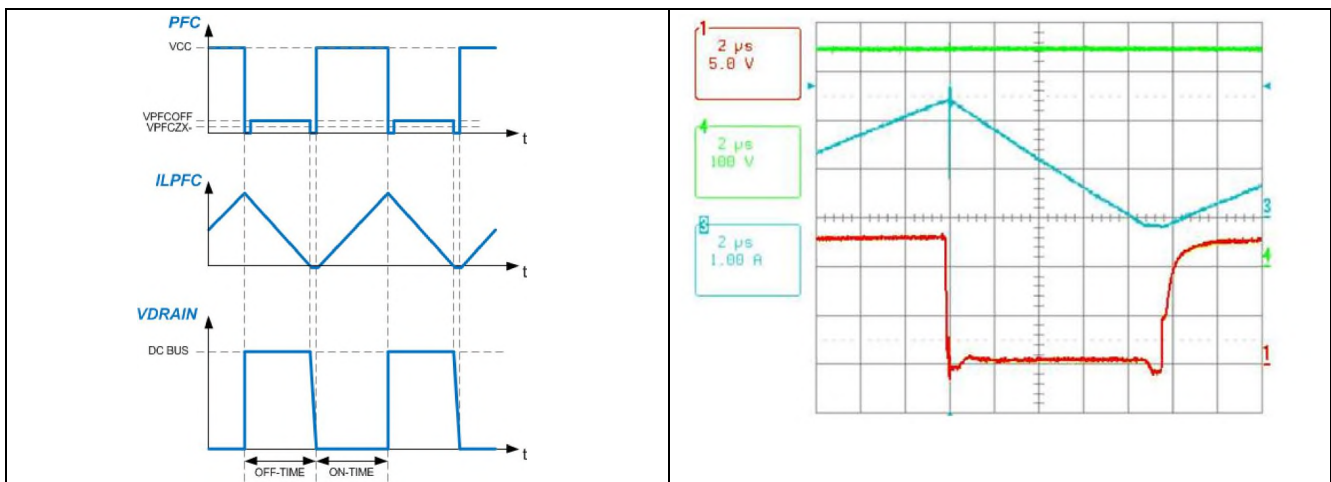 PFC
VCC
VPFCOFF
VPFCZX-
t
ILPFC
t
VDRAIN
DC BUS
t
OFF-TIME
ON-TIME
1
2 µs
5.0 V
4
2 µs
100 V
3
2 µs
1.00 A
3
4
1